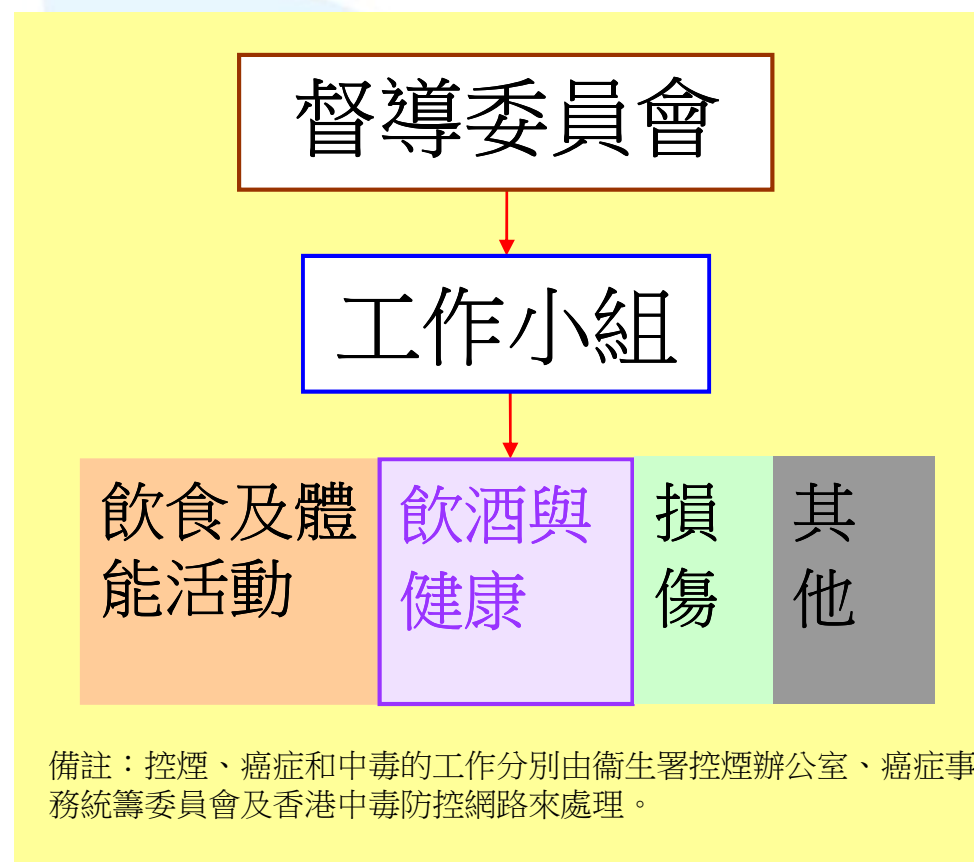 督導委員會
工作小組
飲食及體
能活動
飲酒與
健康
損
傷
其
他
備註：控煙、癌症和中毒的工作分別由衞生署控煙辦公室、癌症事
務統籌委員會及香港中毒防控網路來處理。